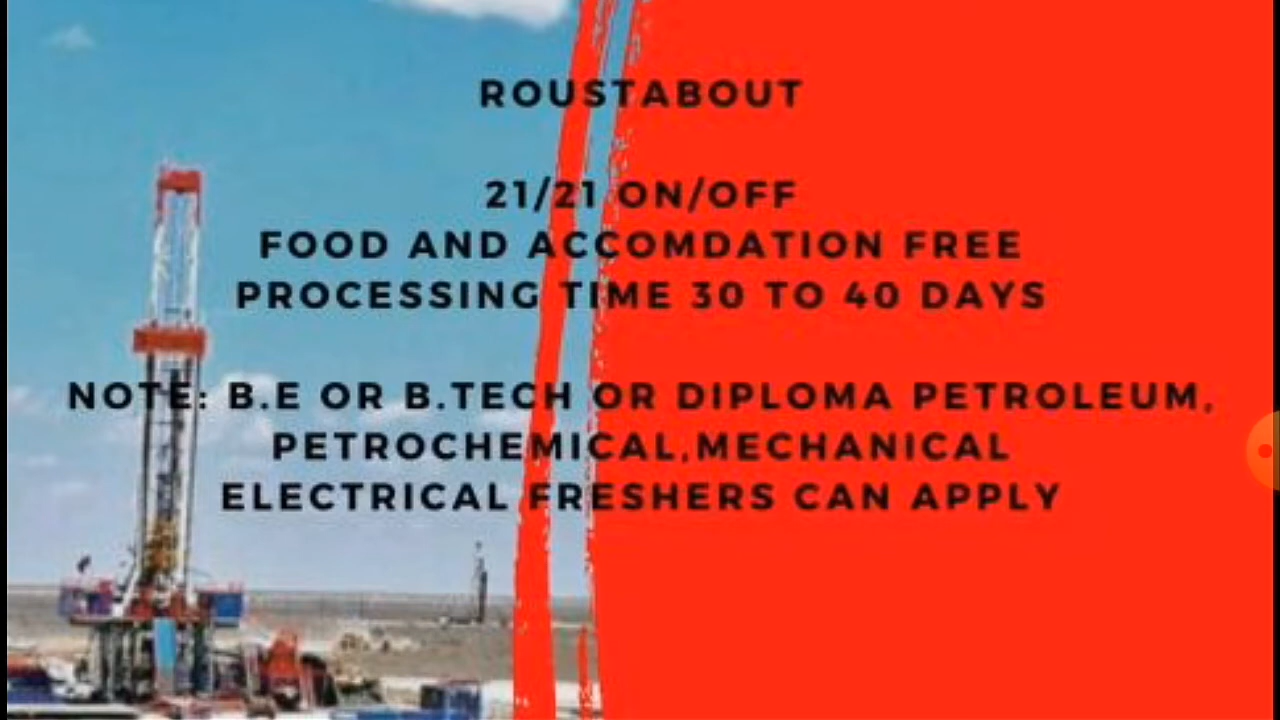 ROUSTABOUT
21/21 ON/OFF
FOOD AND ACCOMDATION FREE
PROCESSING TIME 30 TO 40 DAYS
NOTE: B.E OR B.TECH OR DIPLOMA PETROLEUM,
PETROCHEMICAL,MECHANICAL
ELECTRICAL FRESHERS CAN APPLY